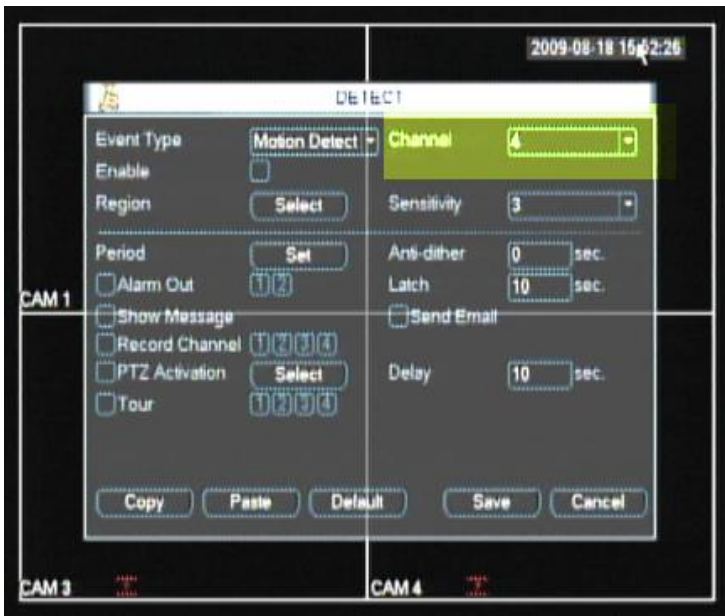 2009-08-18 15:52:26
DETECT
Event Type Motion Detect Channel 4
Enable
Region Select Sensitivity 3
Period Set Anti-dither 0 sec.
Alarm Out 1 2 Latch 10 sec.
CAM 1
Show Message Send Email
Record Channel 1 2 3 4
PTZ Activation Select Delay 10 sec.
Tour 1 2 3 4
Copy Paste Default Save Cancel
CAM 3 CAM 4